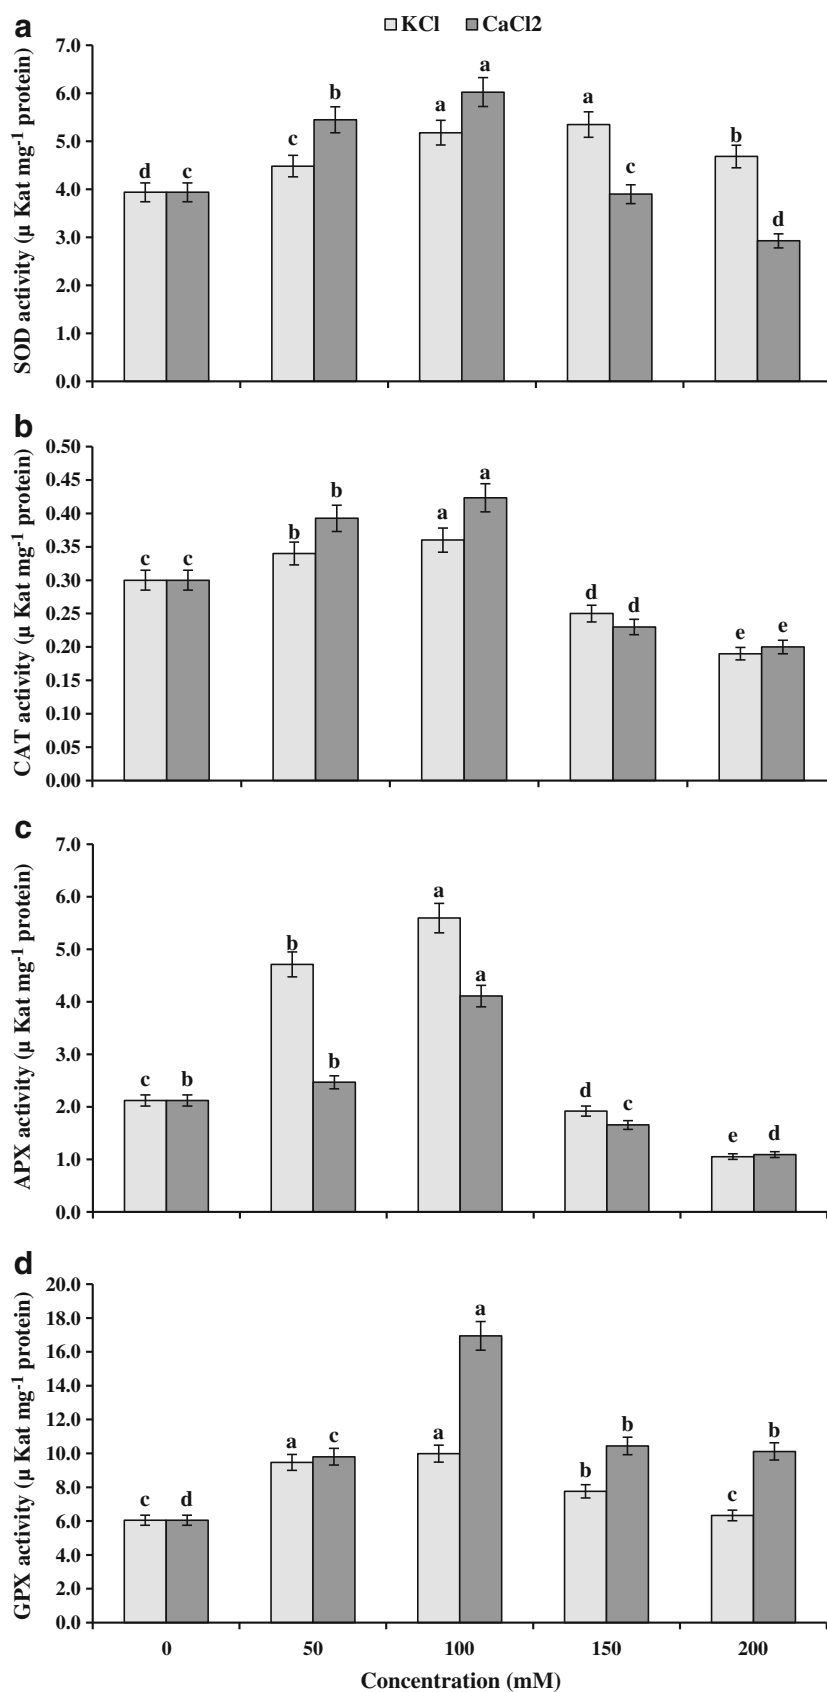 a
KCl CaCl2
SOD activity (µ Kat mg-1 protein)
7.0
6.0
5.0
4.0
3.0
2.0
1.0
0.0
d c c b a a a c b d
b
CAT activity (µ Kat mg-1 protein)
0.50
0.45
0.40
0.35
0.30
0.25
0.20
0.15
0.10
0.05
0.00
c c b b a a d d e e
c
APX activity (µ Kat mg-1 protein)
7.0
6.0
5.0
4.0
3.0
2.0
1.0
0.0
c b b b a a d c e d
d
GPX activity (µ Kat mg-1 protein)
20.0
18.0
16.0
14.0
12.0
10.0
8.0
6.0
4.0
2.0
0.0
c d a c a a b b c b
0 50 100 150 200
Concentration (mM)